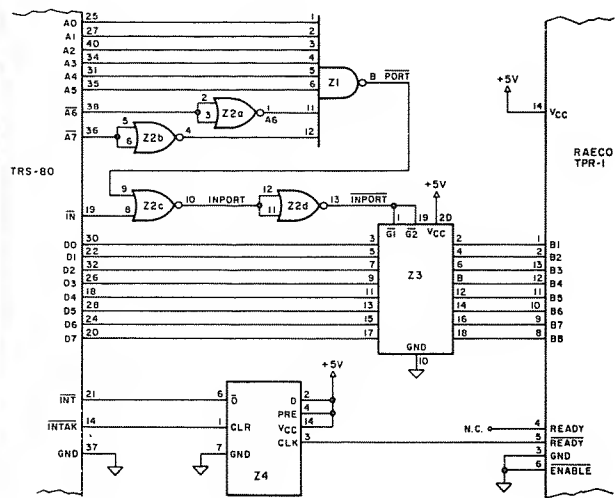 A0 25 1
A1 27 2
A2 40 3
A3 34 4
A4 31 5
A5 35 6
Z1 8 PORT
A6 38 2 3 Z2a 1 A6 11
A7 36 5 6 Z2b 4 12
+5V
14 VCC
TRS-80
RAECO TPR-1
IN 19 9 8 Z2c 10 INPORT 12 11 Z2d 13 INPORT
+5V
1 19 20
G1 G2 VCC
D0 30 3 2 1 B1
D1 22 5 4 2 B2
D2 32 7 6 13 B3
D3 26 9 8 12 B4
D4 18 11 12 11 B5
D5 28 13 14 10 B6
D6 24 15 16 9 B7
D7 20 17 18 8 B8
Z3
GND
10
+5V
INT 21 6 Q D 2
PRE 4
INTAK 14 1 CLR VCC 14
CLK 3
GND 37 7 GND
Z4
N.C. 4 READY
5 READY
3 GND
6 ENABLE